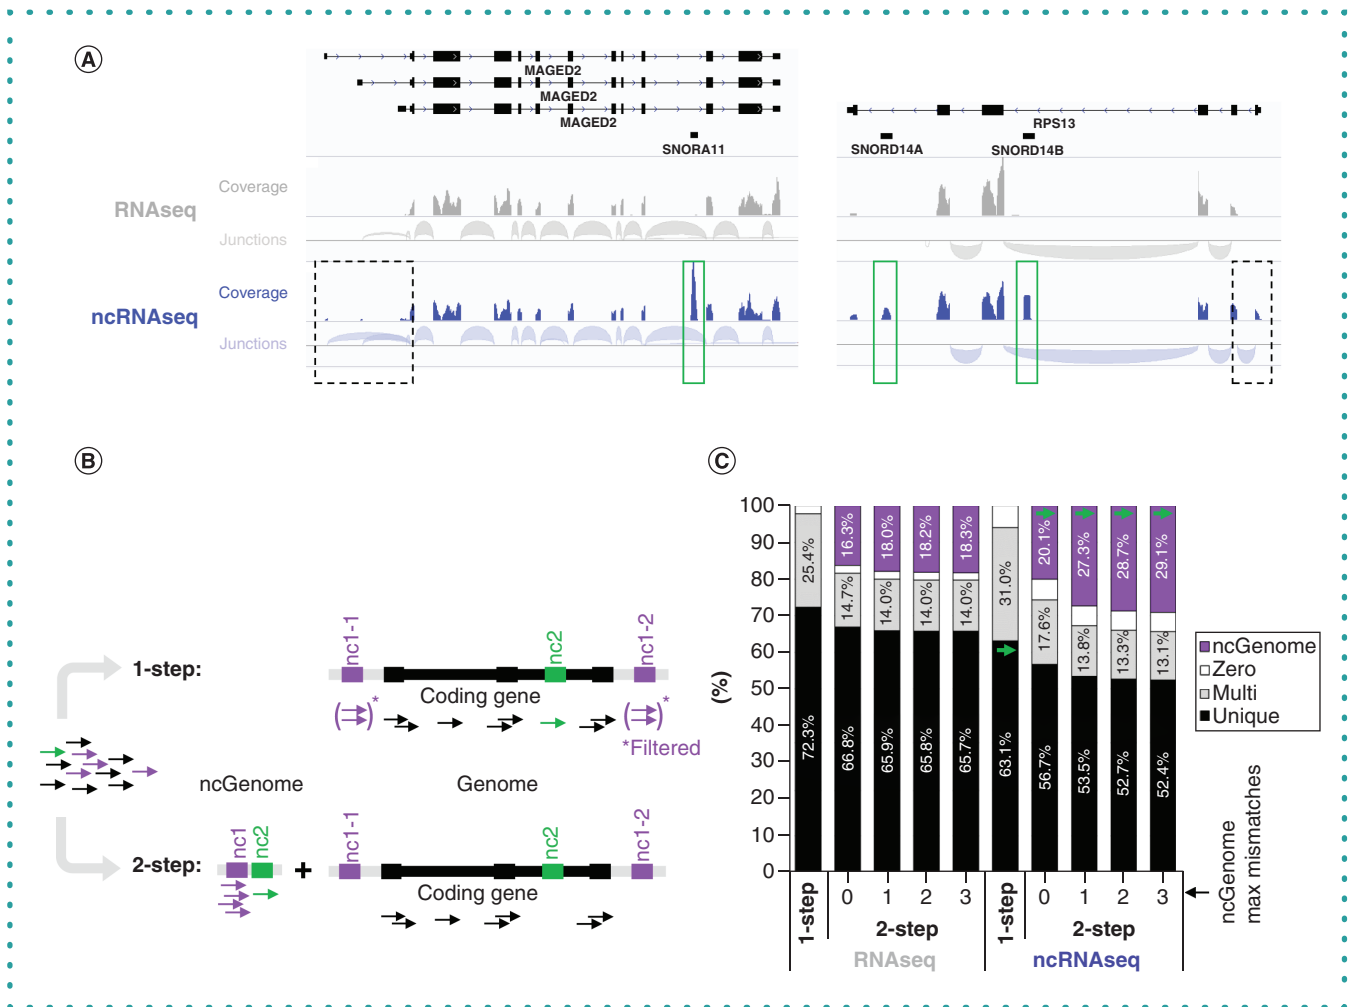 A
MAGED2
MAGED2
MAGED2
SNORA11
RPS13
SNORD14A
SNORD14B
RNAseq
Coverage
Junctions
ncRNAseq
Coverage
Junctions
B
1-step:
nc1-1
nc2
nc1-2
Coding gene
( )*
( )*
*Filtered
ncGenome
Genome
2-step:
nc1
nc2
+
nc1-1
nc2
nc1-2
Coding gene
C
(%)
100
90
80
70
60
50
40
30
20
10
0
25.4%
72.3%
16.3%
14.7%
66.8%
18.0%
14.0%
65.9%
18.2%
14.0%
65.8%
18.3%
14.0%
65.7%
31.0%
63.1%
20.1%
17.6%
56.7%
27.3%
13.8%
53.5%
28.7%
13.3%
52.7%
29.1%
13.1%
52.4%
ncGenome
Zero
Multi
Unique
1-step
0 1 2 3
2-step
RNAseq
1-step
0 1 2 3
2-step
ncRNAseq
ncGenome
max mismatches